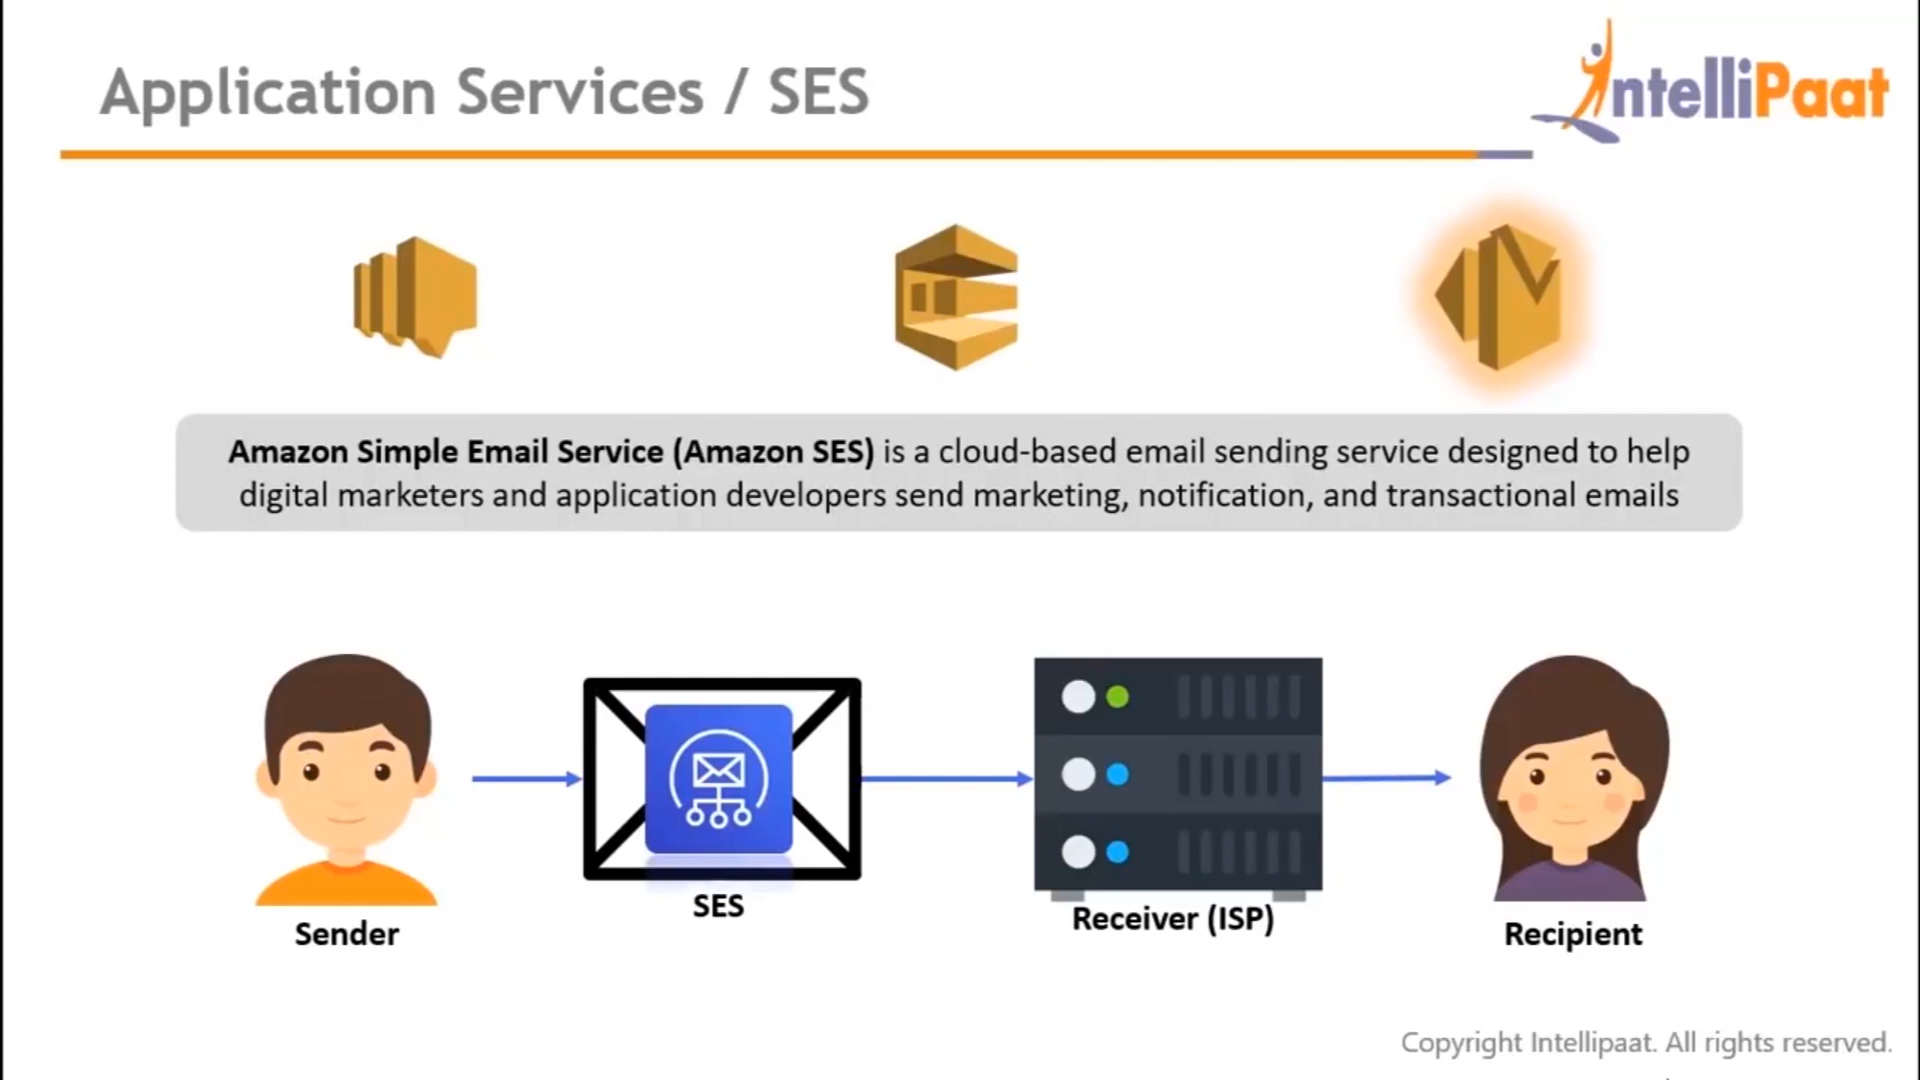 Application Services / SES
IntelliPaat
Amazon Simple Email Service (Amazon SES) is a cloud-based email sending service designed to help
digital marketers and application developers send marketing, notification, and transactional emails
SES
Receiver (ISP)
Sender
Recipient
Copyright Intellipaat. All rights reserved.